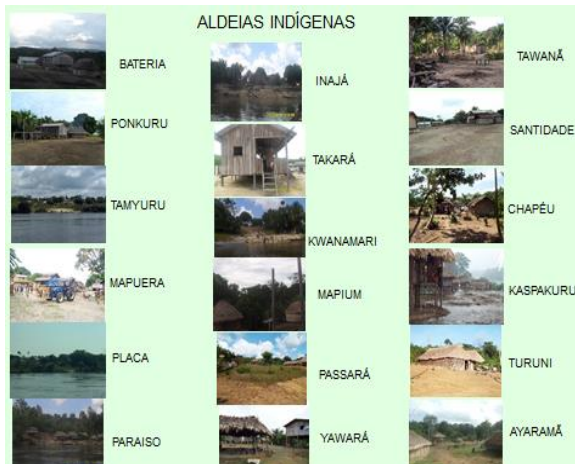 ALDEIAS INDÍGENAS
BATERIA
PONKURU
TAMYURU
MAPUERA
PLACA
PARAISO
INAJÁ
TAKARÁ
KWANAMARI
MAPIUM
PASSARÁ
YAWARÁ
TAWANÃ
SANTIDADE
CHAPÉU
KASPAKURU
TURUNI
AYARAMÃ